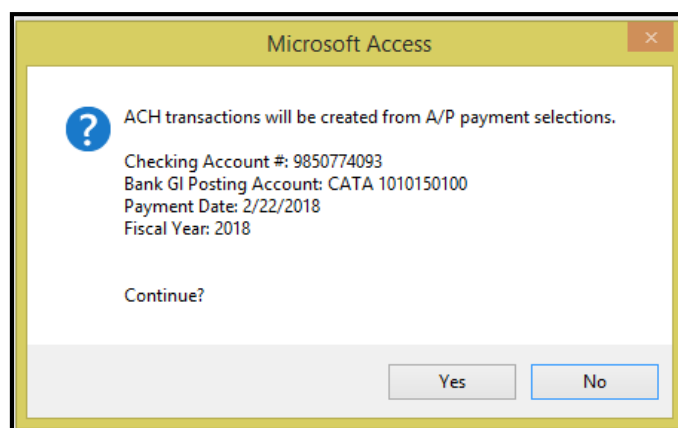 Microsoft Access
ACH transactions will be created from A/P payment selections.
Checking Account #: 9850774093
Bank Gl Posting Account: CATA 1010150100
Payment Date: 2/22/2018
Fiscal Year: 2018
Continue?
Yes
No